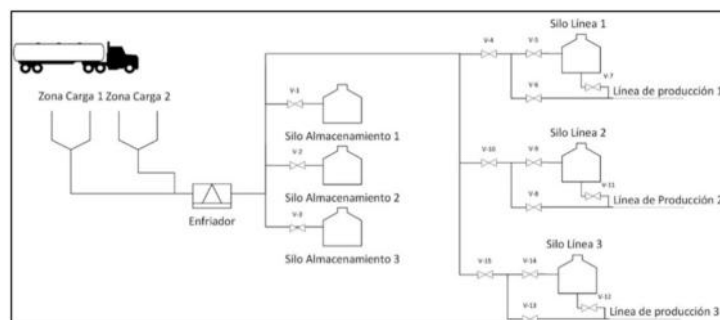 Zona Carga 1 Zona Carga 2
Enfriador
V-1
Silo Almacenamiento 1
V-2
Silo Almacenamiento 2
V-3
Silo Almacenamiento 3
Silo Línea 1
V-4
V-5
V-7
V-6
Línea de producción 1
Silo Línea 2
V-10
V-9
V-11
V-8
Línea de Producción 2
Silo Línea 3
V-15
V-14
V-12
V-13
Línea de producción 3